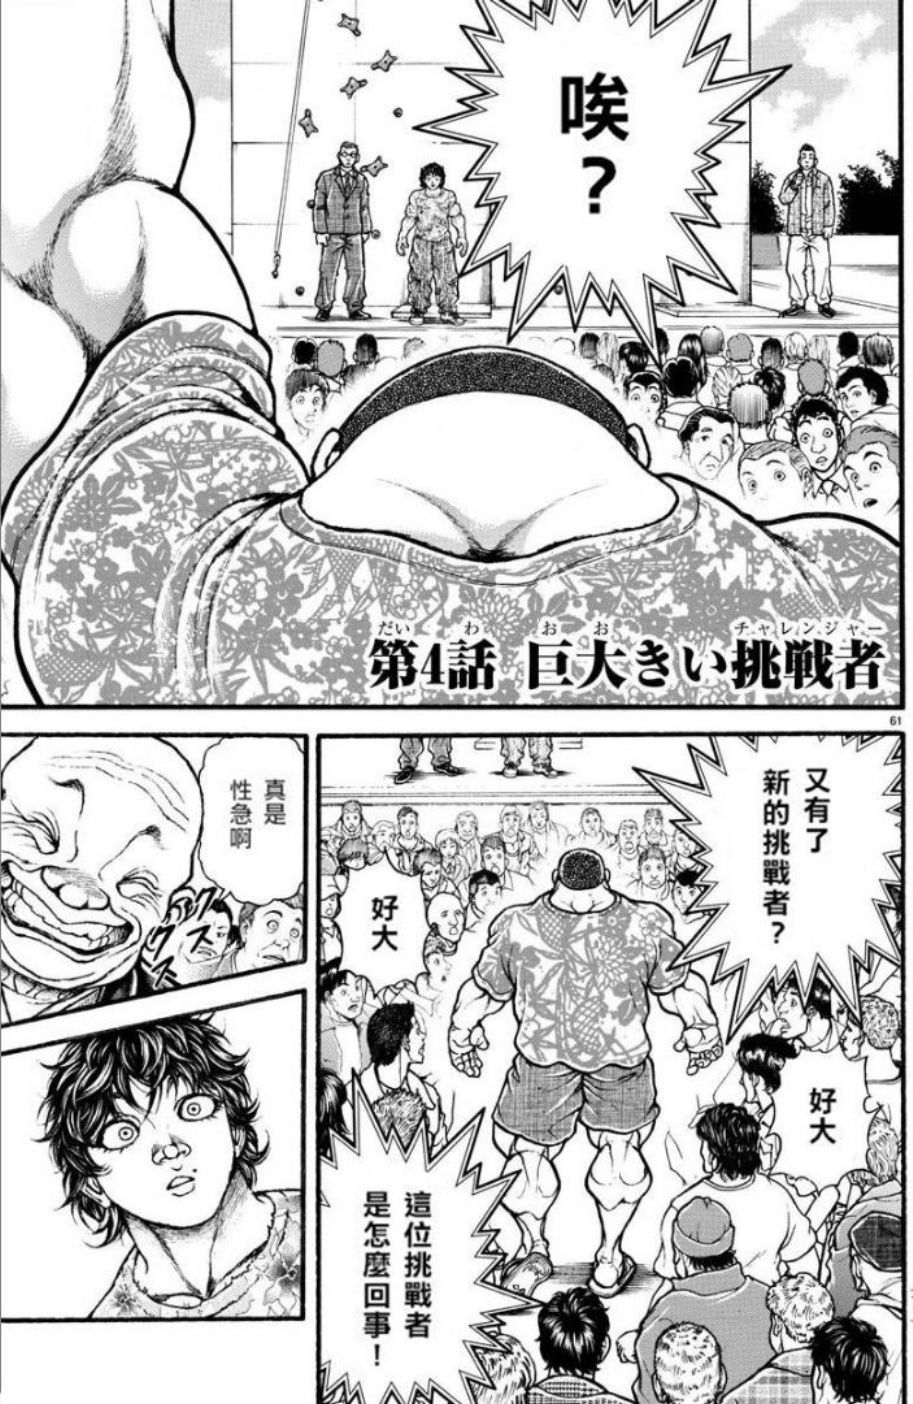 唉？
だい わ おお チャレンジャー
第4話 巨大きい挑戦者
61
又有了
新的挑戰者？
好大
好大
這位挑戰者
是怎麼回事！
真是
性急啊
クスクス